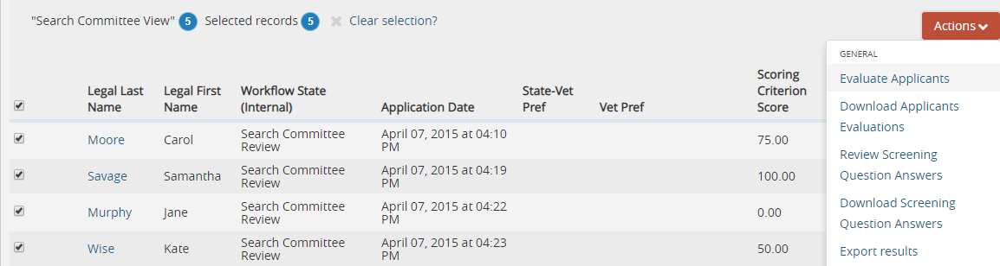 "Search Committee View" 5 Selected records 5 Clear selection?
Actions
GENERAL
Evaluate Applicants
Download Applicants
Evaluations
Review Screening
Question Answers
Download Screening
Question Answers
Export results
Legal Last
Name
Legal First
Name
Workflow State
(Internal)
Application Date
State-Vet
Pref
Vet Pref
Scoring
Criterion
Score
Moore Carol Search Committee
Review April 07, 2015 at 04:10
PM 75.00
Savage Samantha Search Committee
Review April 07, 2015 at 04:19
PM 100.00
Murphy Jane Search Committee
Review April 07, 2015 at 04:22
PM 0.00
Wise Kate Search Committee
Review April 07, 2015 at 04:23
PM 50.00